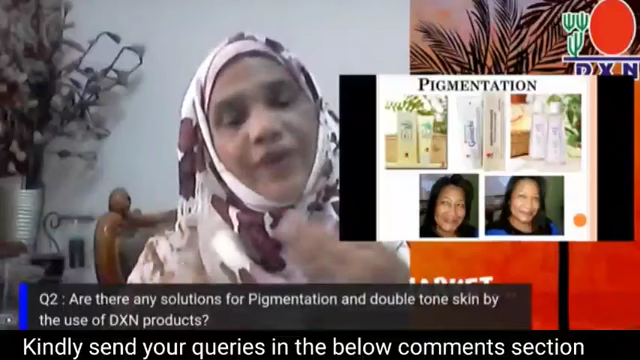 DXN
PIGMENTATION
MARKET
Q2 : Are there any solutions for Pigmentation and double tone skin by
the use of DXN products?
Kindly send your queries in the below comments section